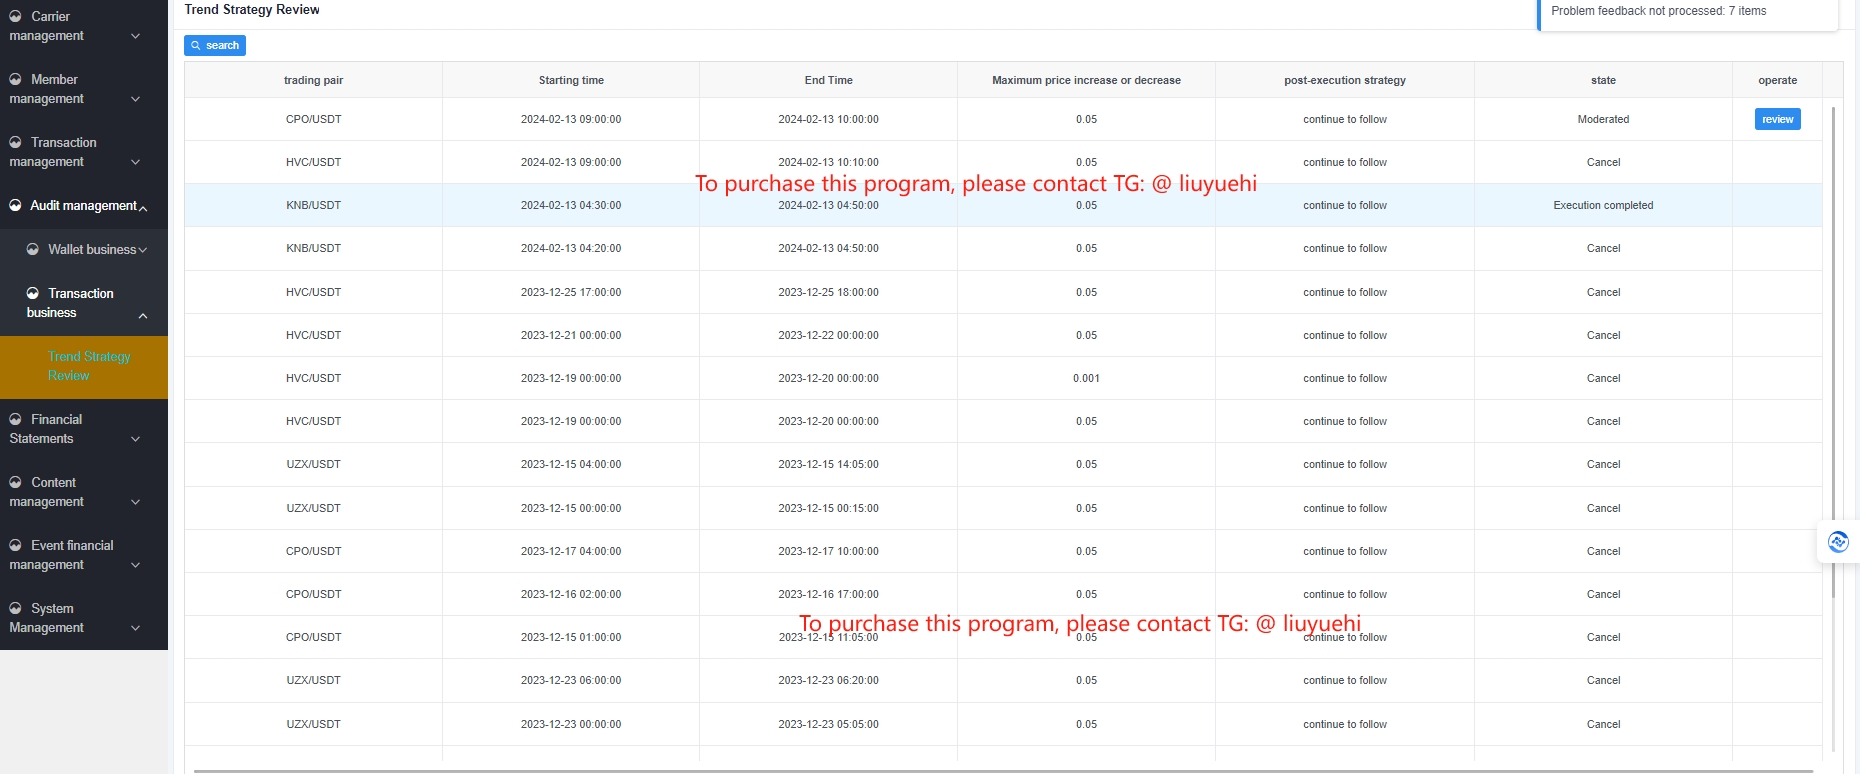 Carrier
management
Member
management
Transaction
management
Audit management
Wallet business
Transaction
business
Trend Strategy
Review
Financial
Statements
Content
management
Event financial
management
System
Management
Trend Strategy Review
Problem feedback not processed: 7 items
search
trading pair Starting time End Time Maximum price increase or decrease post-execution strategy state operate
CPO/USDT 2024-02-13 09:00:00 2024-02-13 10:00:00 0.05 continue to follow Moderated review
HVC/USDT 2024-02-13 09:00:00 2024-02-13 10:10:00 0.05 continue to follow Cancel
To purchase this program, please contact TG: @ liuyuehi
KNB/USDT 2024-02-13 04:30:00 2024-02-13 04:50:00 0.05 continue to follow Execution completed
KNB/USDT 2024-02-13 04:20:00 2024-02-13 04:50:00 0.05 continue to follow Cancel
HVC/USDT 2023-12-25 17:00:00 2023-12-25 18:00:00 0.05 continue to follow Cancel
HVC/USDT 2023-12-21 00:00:00 2023-12-22 00:00:00 0.05 continue to follow Cancel
HVC/USDT 2023-12-19 00:00:00 2023-12-20 00:00:00 0.001 continue to follow Cancel
HVC/USDT 2023-12-19 00:00:00 2023-12-20 00:00:00 0.05 continue to follow Cancel
UZX/USDT 2023-12-15 04:00:00 2023-12-15 14:05:00 0.05 continue to follow Cancel
UZX/USDT 2023-12-15 00:00:00 2023-12-15 00:15:00 0.05 continue to follow Cancel
CPO/USDT 2023-12-17 04:00:00 2023-12-17 10:00:00 0.05 continue to follow Cancel
CPO/USDT 2023-12-16 02:00:00 2023-12-16 17:00:00 0.05 continue to follow Cancel
To purchase this program, please contact TG: @ liuyuehi
CPO/USDT 2023-12-15 01:00:00 2023-12-15 11:05:00 0.05 continue to follow Cancel
UZX/USDT 2023-12-23 06:00:00 2023-12-23 06:20:00 0.05 continue to follow Cancel
UZX/USDT 2023-12-23 00:00:00 2023-12-23 05:05:00 0.05 continue to follow Cancel